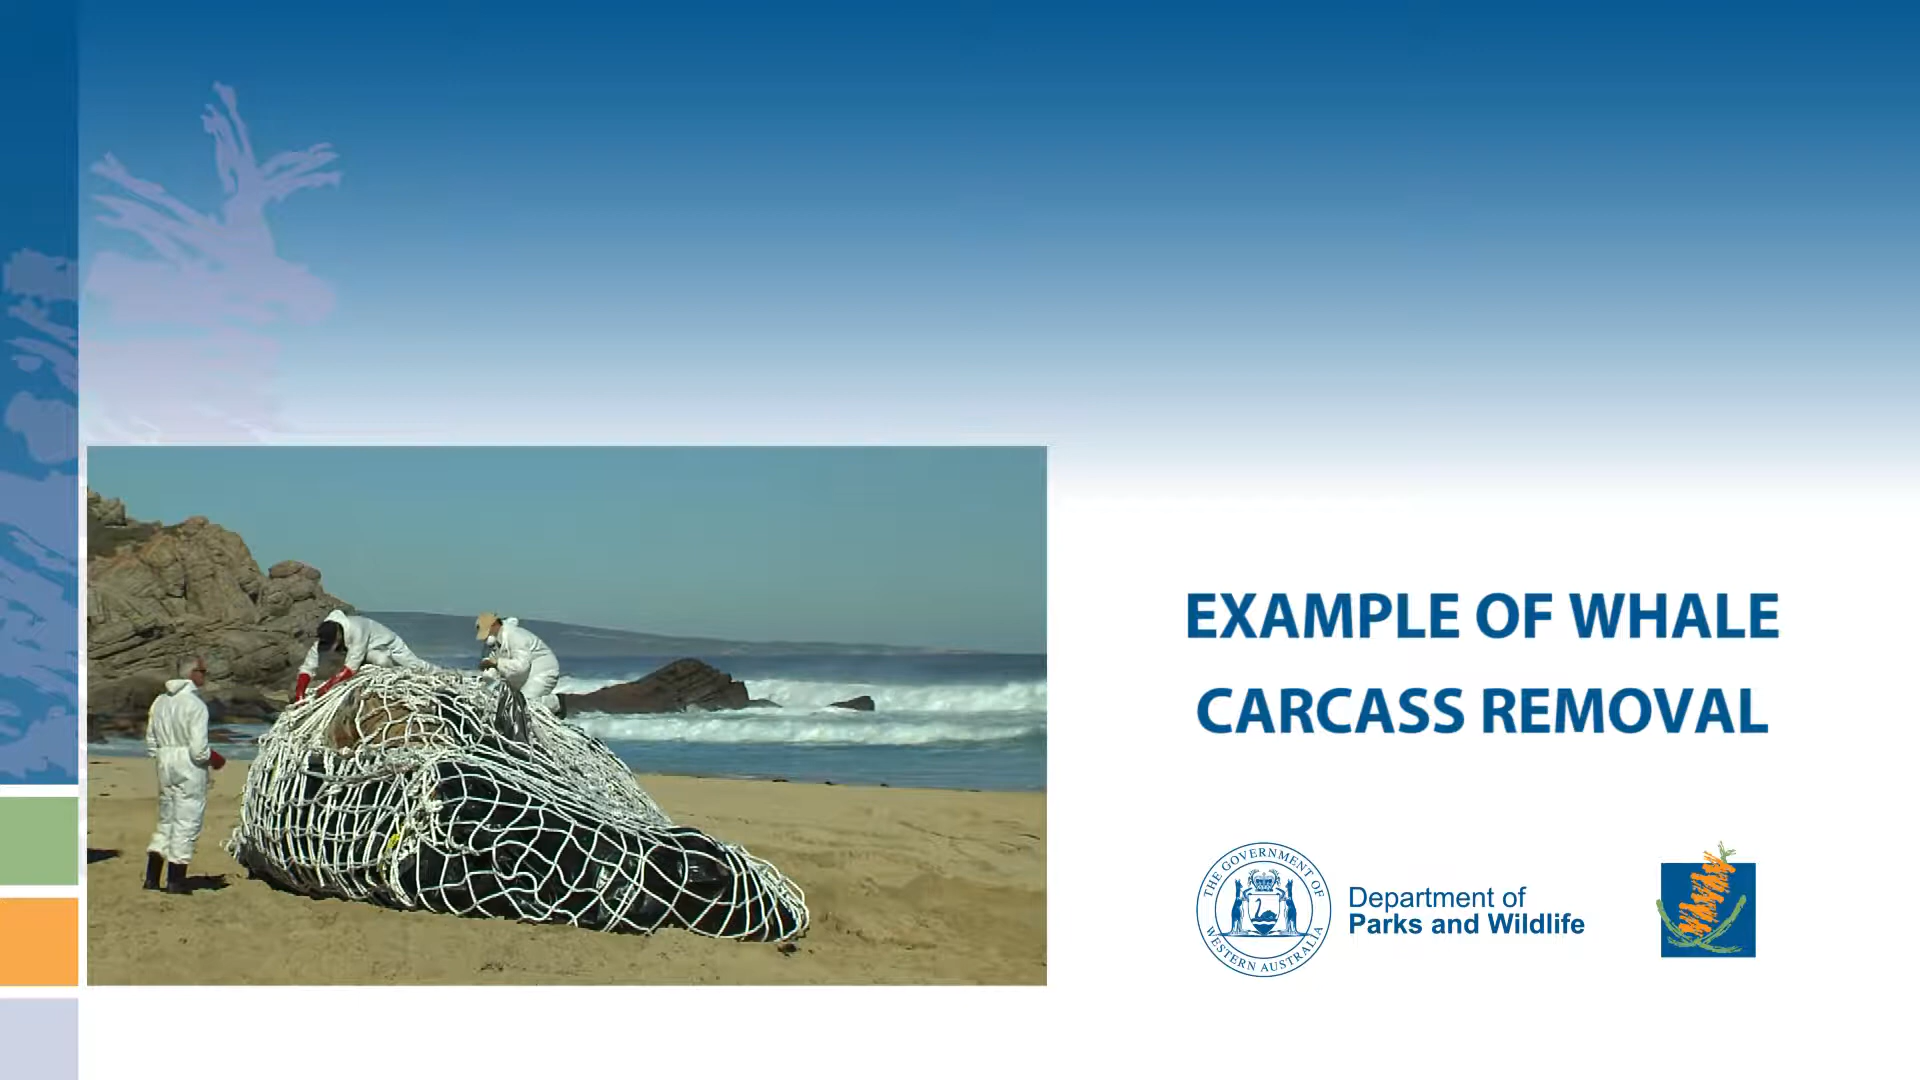 EXAMPLE OF WHALE
CARCASS REMOVAL
THE GOVERNMENT OF
WESTERN AUSTRALIA
Department of
Parks and Wildlife